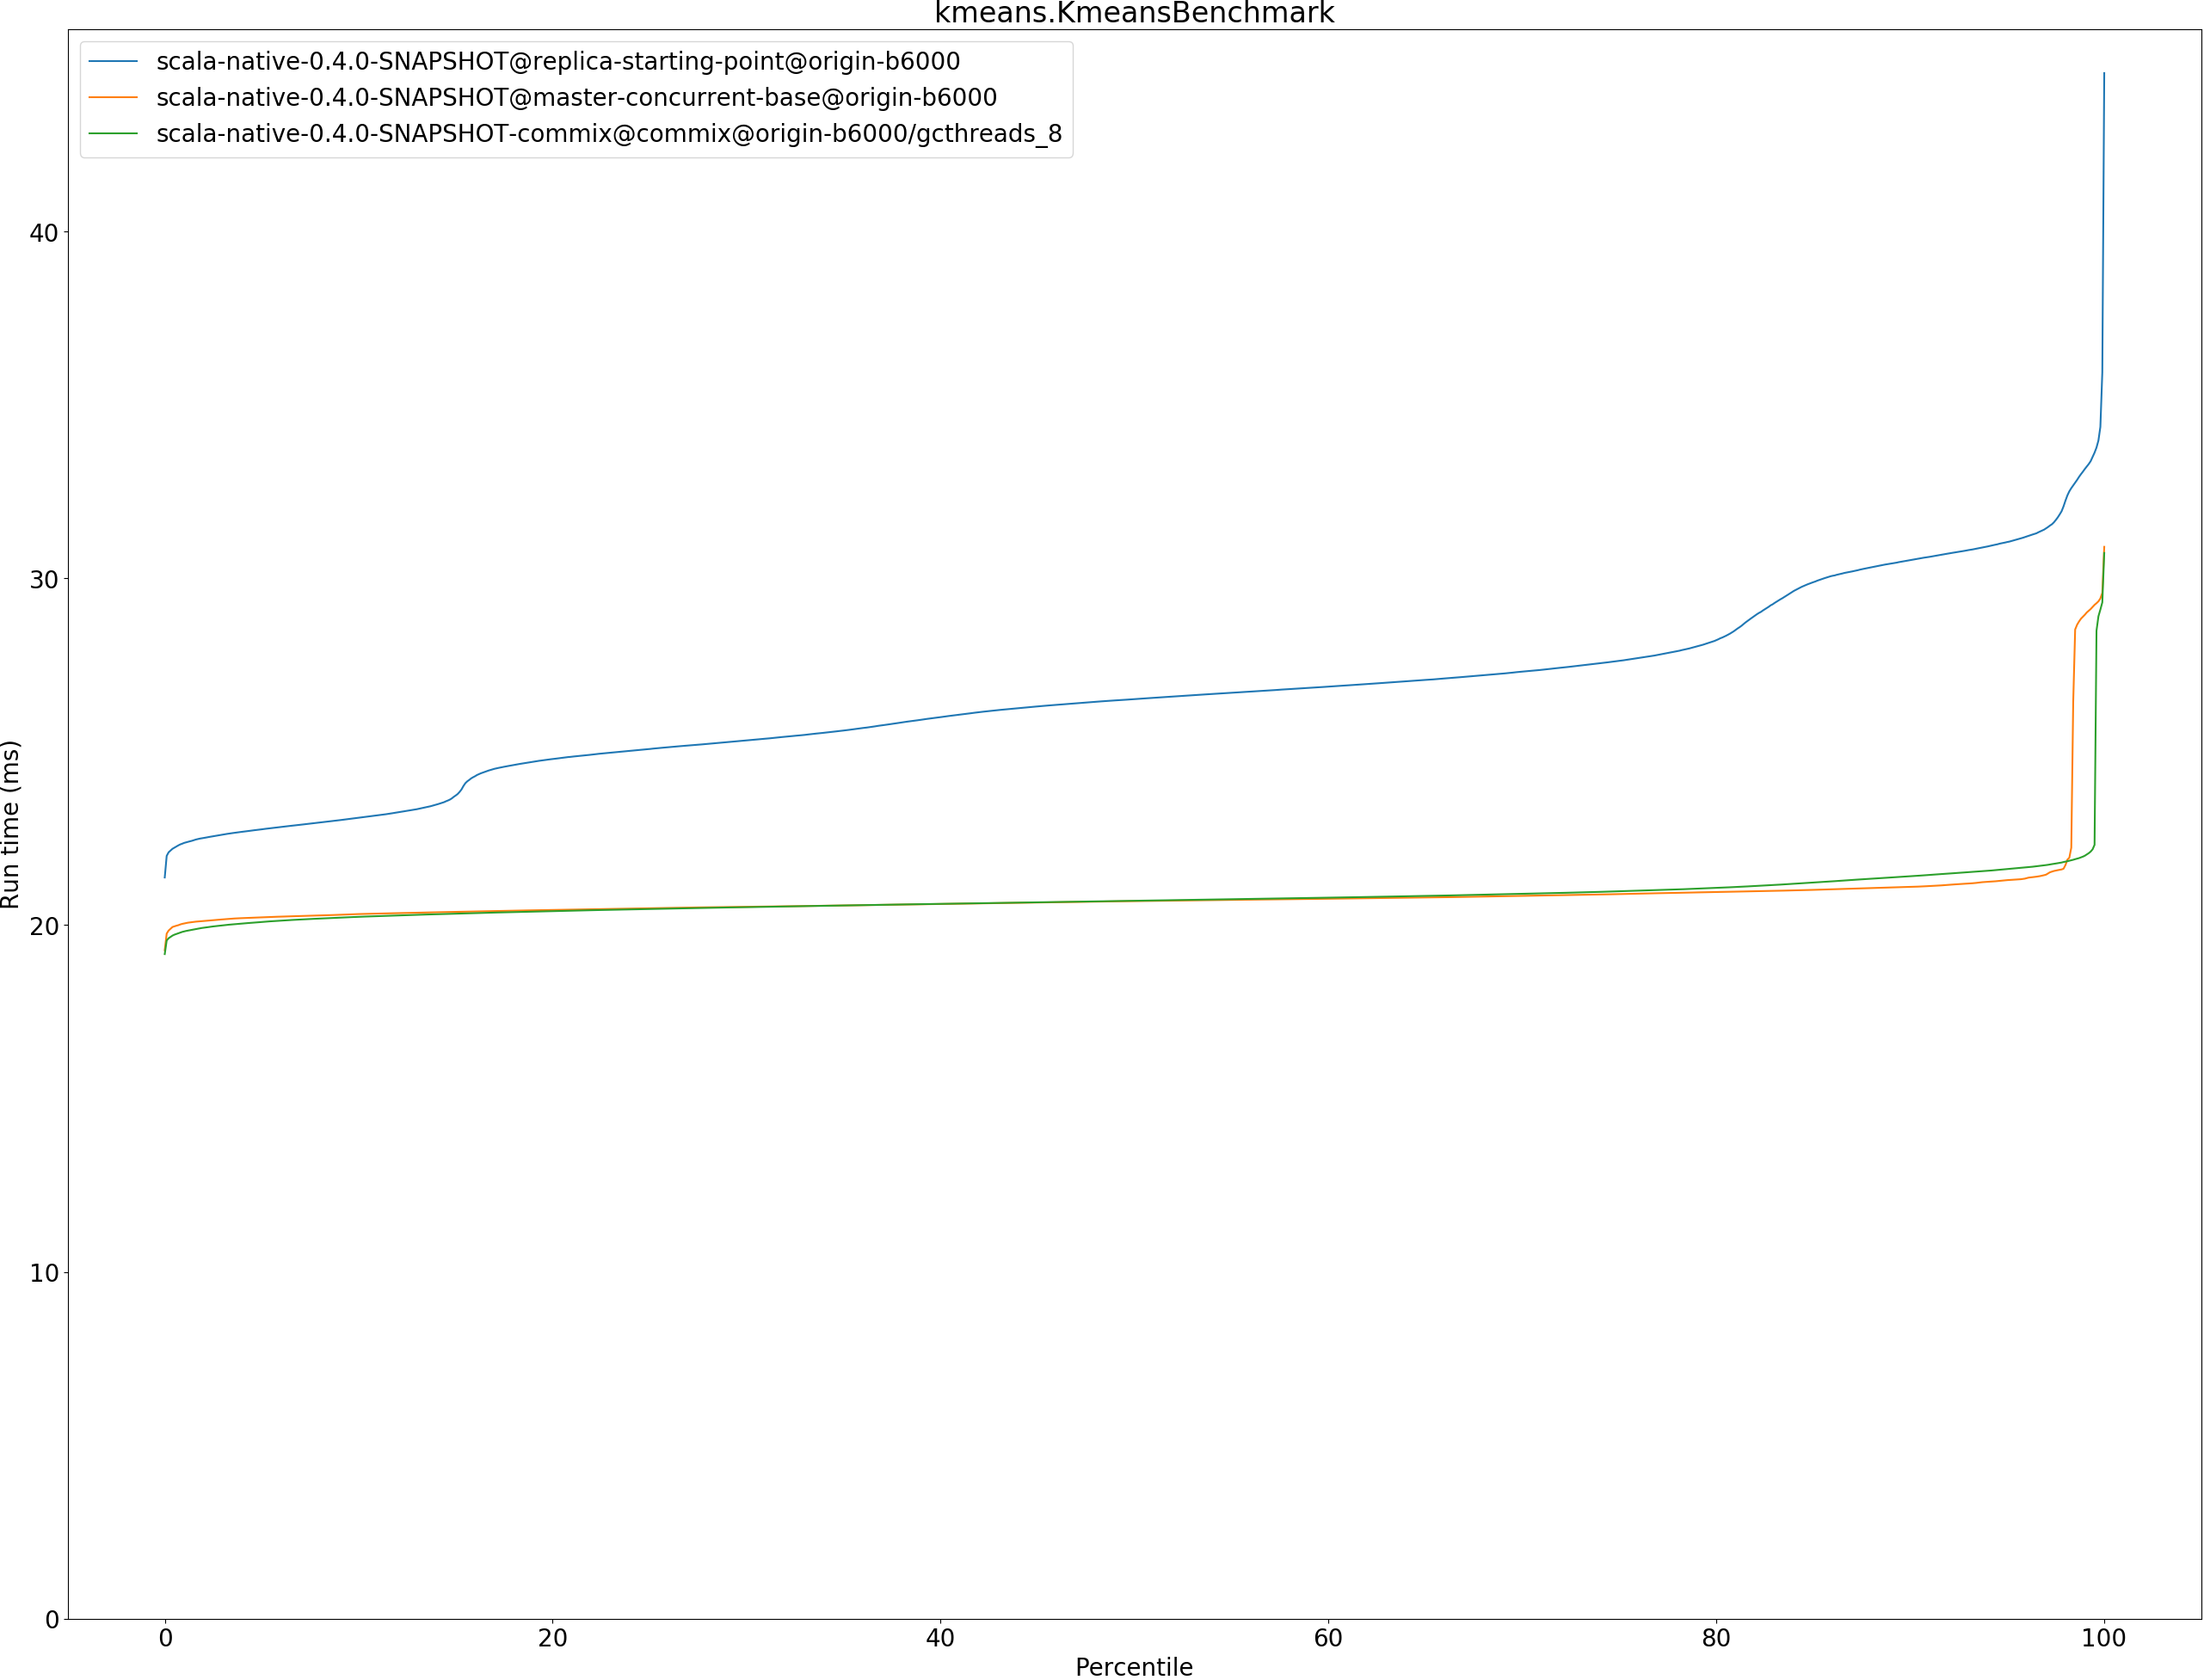 kmeans.KmeansBenchmark
scala-native-0.4.0-SNAPSHOT@replica-starting-point@origin-b6000
scala-native-0.4.0-SNAPSHOT@master-concurrent-base@origin-b6000
scala-native-0.4.0-SNAPSHOT-commix@commix@origin-b6000/gcthreads_8
40
30
20
10
0
Run time (ms)
0 20 40 60 80 100
Percentile